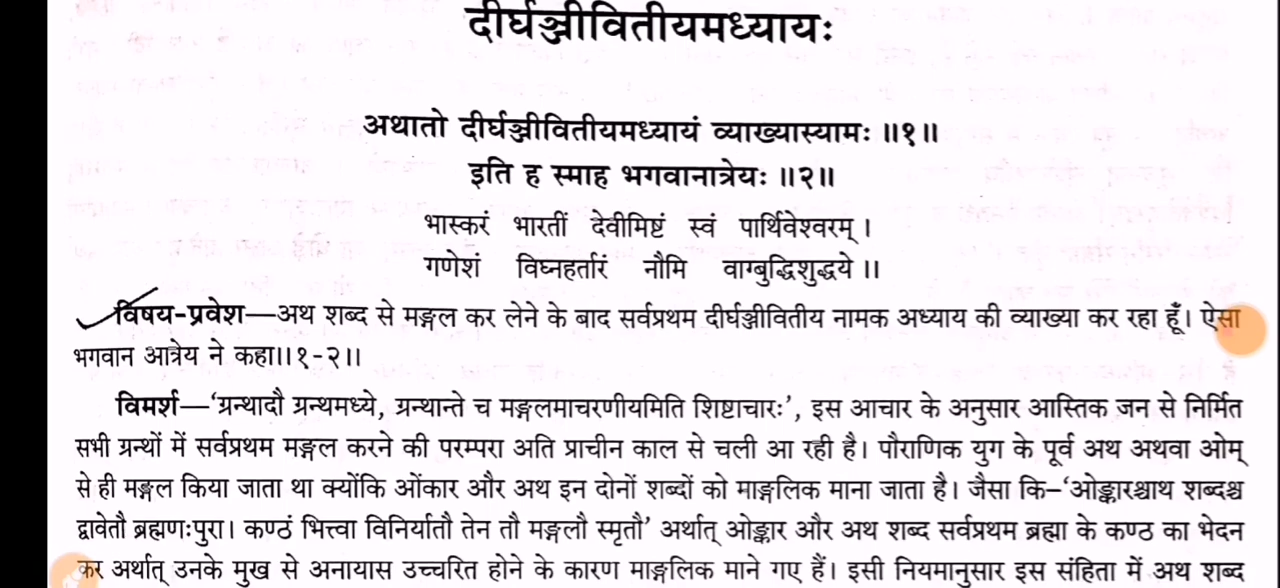 दीर्घञ्जीवितीयमध्यायः
अथातो दीर्घञ्जीवितीयमध्यायं व्याख्यास्यामः ॥१॥
इति ह स्माह भगवानात्रेयः ॥२॥
भास्करं भारतीं देवीमिष्टं स्वं पार्थिवेश्वरम् ।
गणेशं विघ्नहर्तारं नौमि वाग्बुद्धिशुद्धये ।।
विषय-प्रवेश—अथ शब्द से मङ्गल कर लेने के बाद सर्वप्रथम दीर्घञ्जीवितीय नामक अध्याय की व्याख्या कर रहा हूँ। ऐसा
भगवान आत्रेय ने कहा॥१-२॥
विमर्श—‘ग्रन्थादौ ग्रन्थमध्ये, ग्रन्थान्ते च मङ्गलमाचरणीयमिति शिष्टाचारः’, इस आचार के अनुसार आस्तिक जन से निर्मित
सभी ग्रन्थों में सर्वप्रथम मङ्गल करने की परम्परा अति प्राचीन काल से चली आ रही है। पौराणिक युग के पूर्व अथ अथवा ओम्
से ही मङ्गल किया जाता था क्योंकि ओंकार और अथ इन दोनों शब्दों को माङ्गलिक माना जाता है। जैसा कि–‘ओङ्कारश्चाथ शब्दश्च
द्वावेतौ ब्रह्मणःपुरा। कण्ठं भित्त्वा विनिर्यातौ तेन तौ मङ्गलौ स्मृतौ’ अर्थात् ओङ्कार और अथ शब्द सर्वप्रथम ब्रह्मा के कण्ठ का भेदन
कर अर्थात् उनके मुख से अनायास उच्चरित होने के कारण माङ्गलिक माने गए हैं। इसी नियमानुसार इस संहिता में अथ शब्द